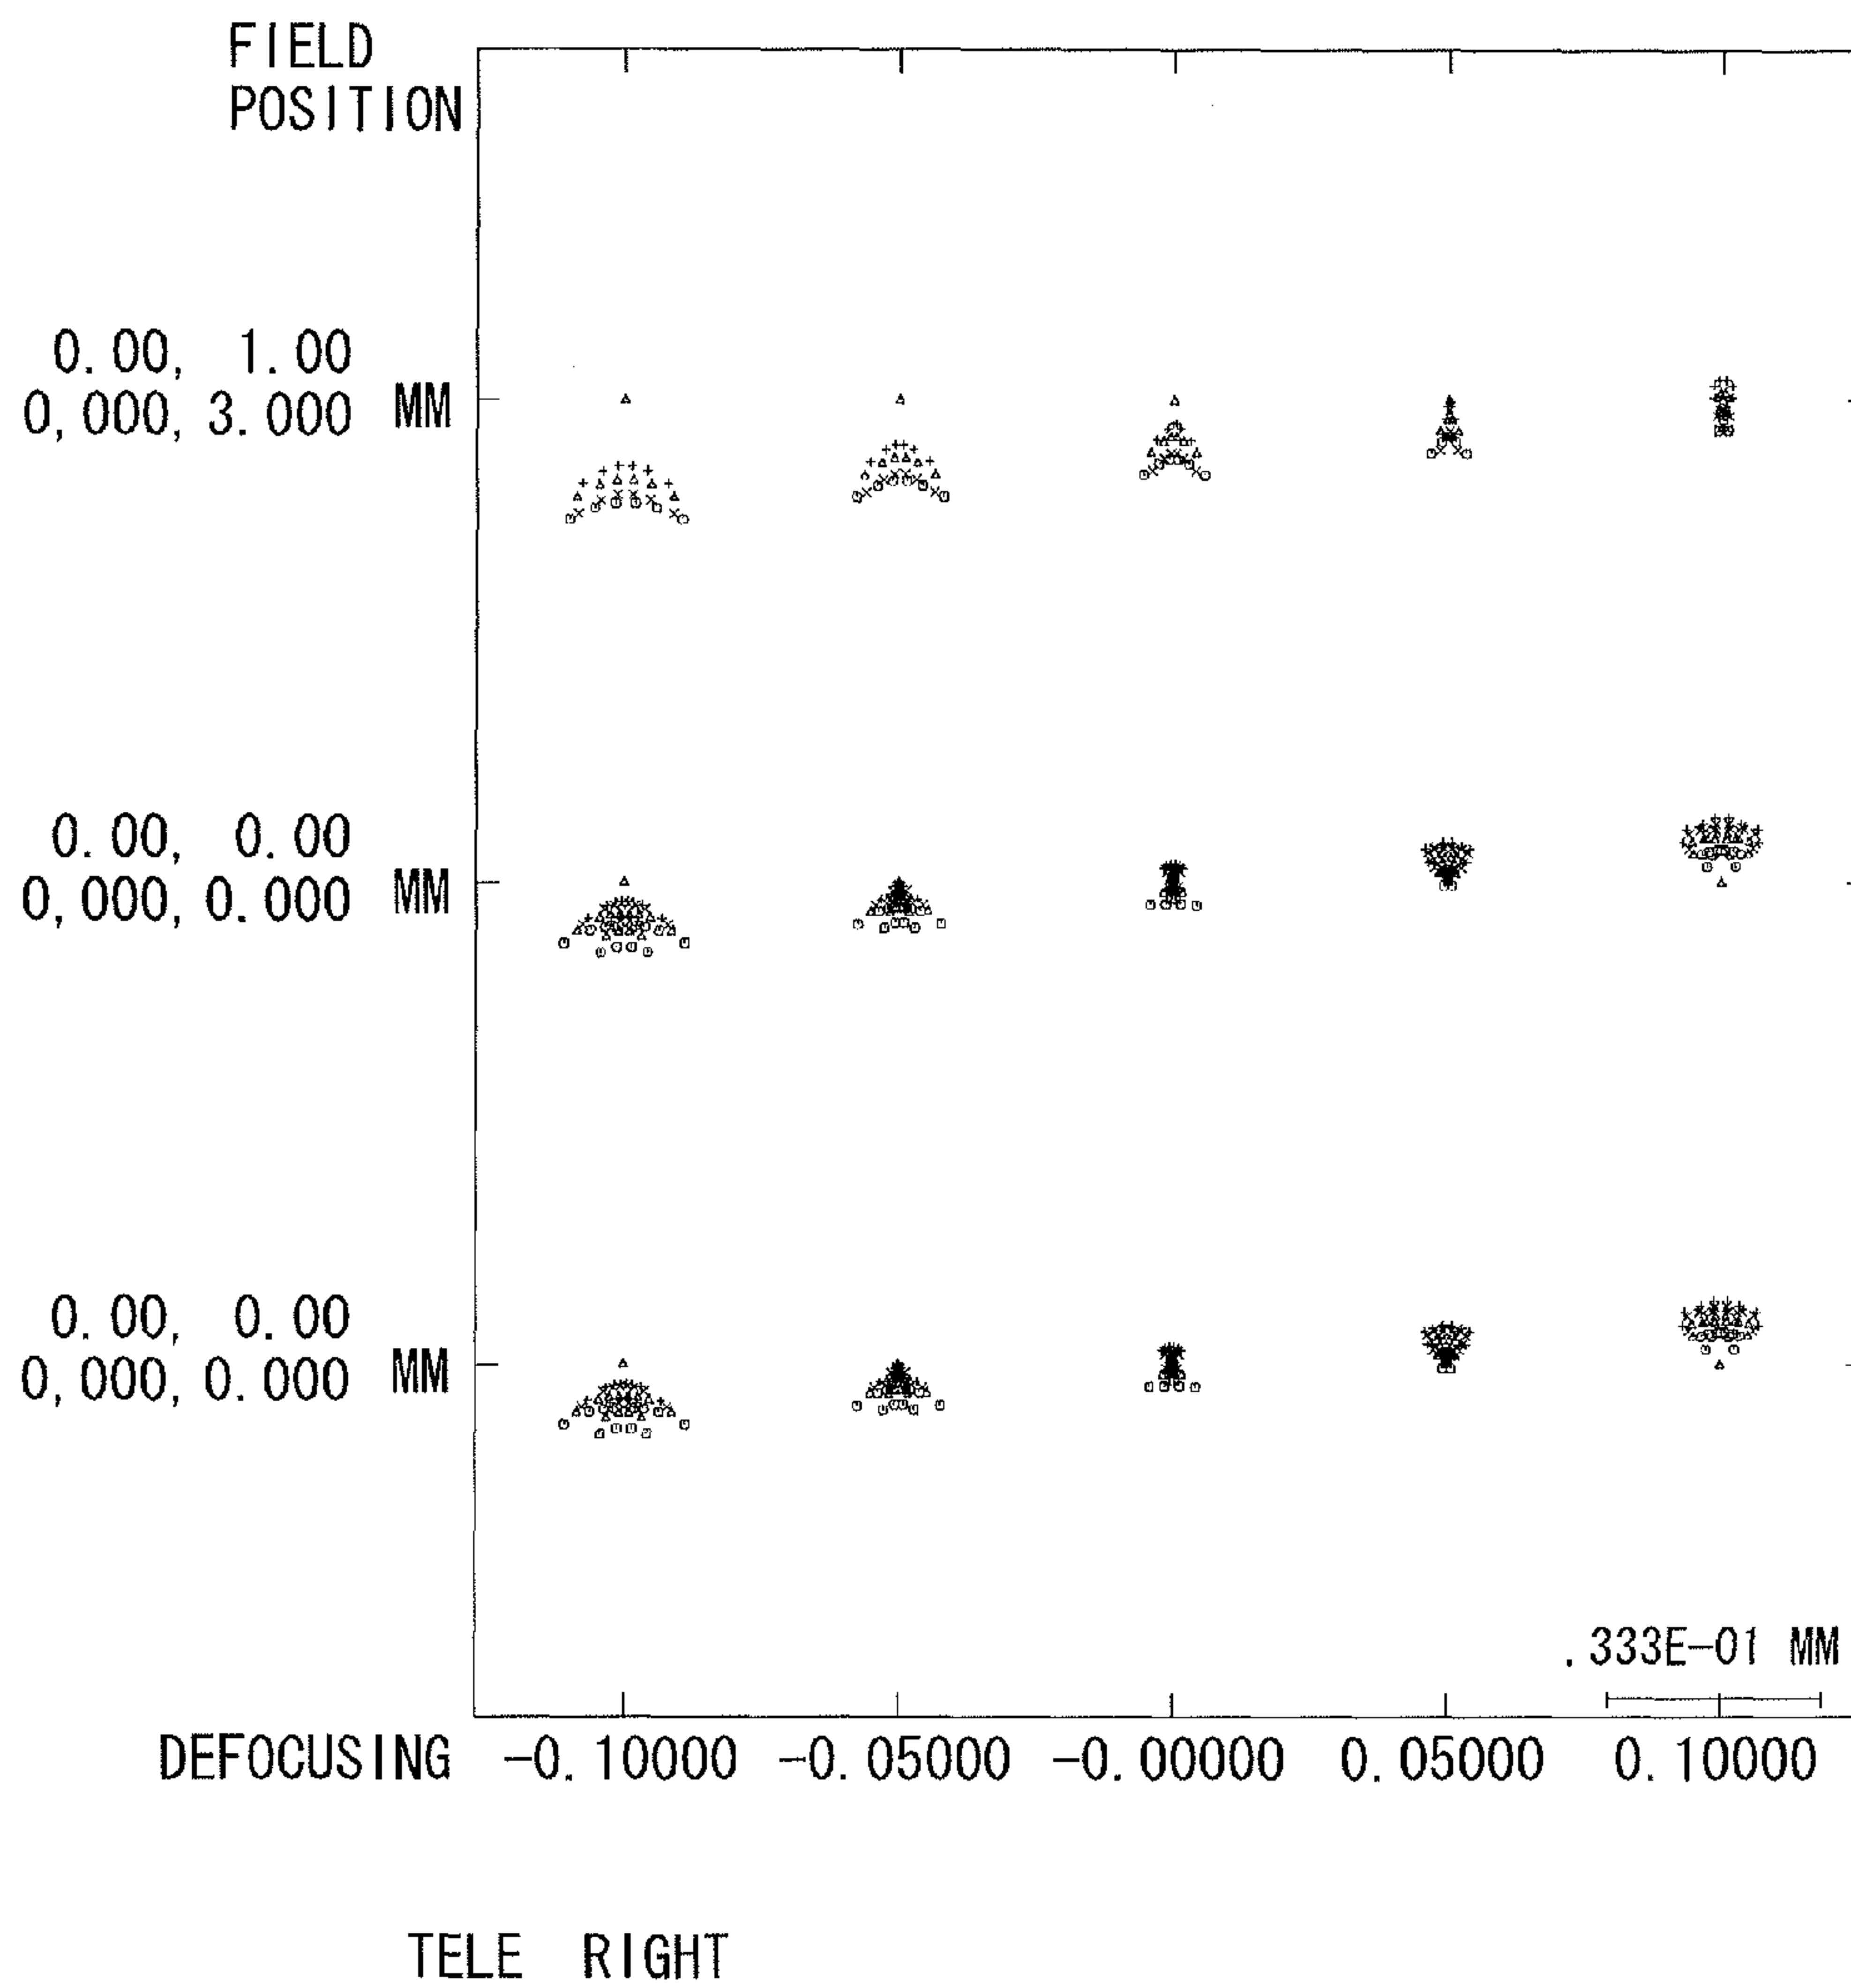 FIELD
POSITION
0.00, 1.00
0,000,3.000 MM
0.00, 0.00
0,000,0.000 MM
0.00, 0.00
0,000,0.000 MM
.333E-01 MM
DEFOCUSING -0.10000 -0.05000 -0.00000 0.05000 0.10000
TELE RIGHT